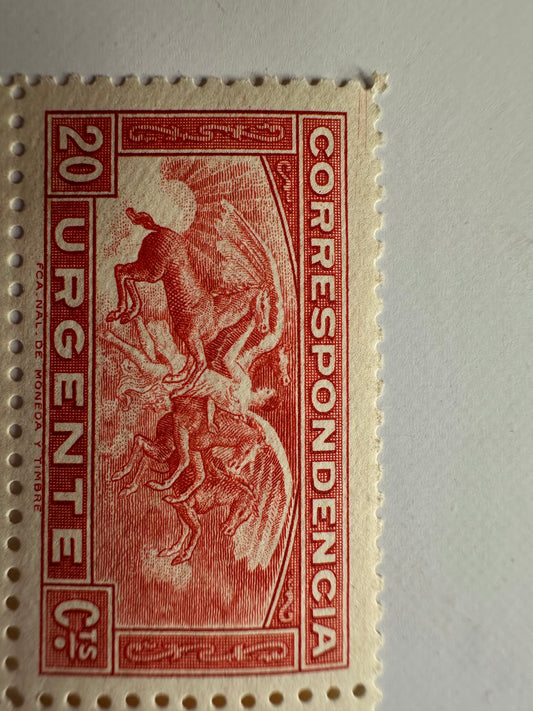 CORRESPONDENCIA
20 URGENTE CTS.
FCA. NAL. DE MONEDA Y TIMBRE